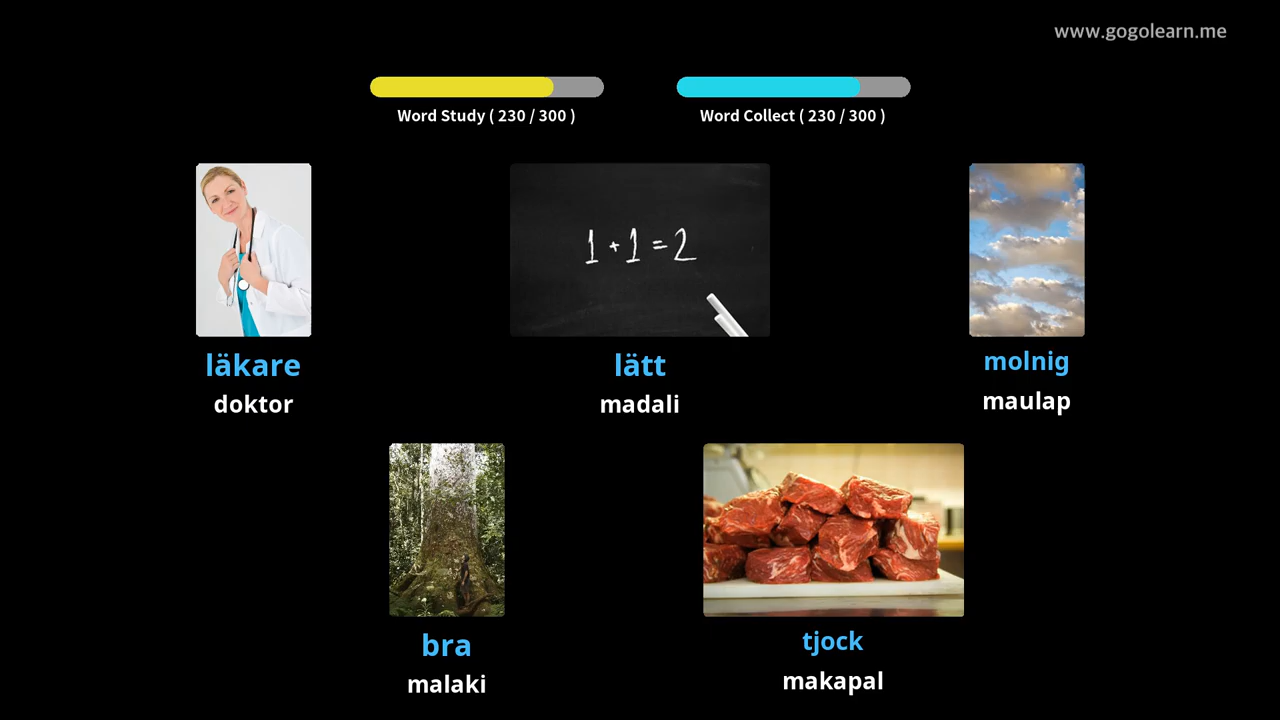 www.gogolearn.me
Word Study ( 230 / 300 )
Word Collect ( 230 / 300 )
1 + 1 = 2
läkare
doktor
lätt
madali
molnig
maulap
bra
malaki
tjock
makapal